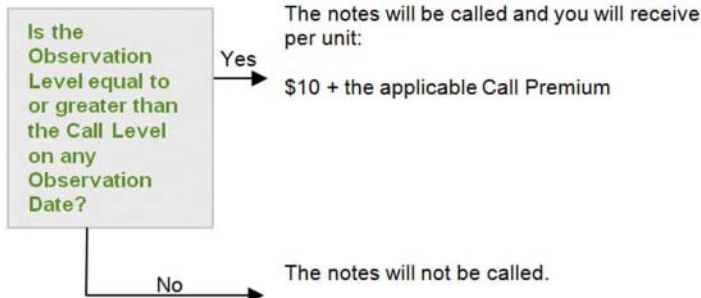 Is the
Observation
Level equal to
or greater than
the Call Level
on any
Observation
Date?
Yes
The notes will be called and you will receive
per unit:
$10 + the applicable Call Premium
No
The notes will not be called.